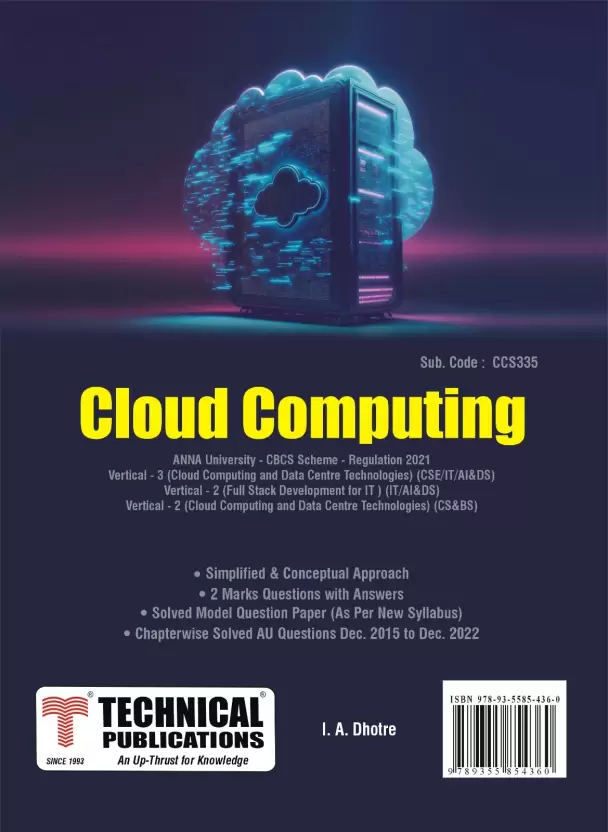 Sub. Code : CCS335
Cloud Computing
ANNA University - CBCS Scheme - Regulation 2021
Vertical - 3 (Cloud Computing and Data Centre Technologies) (CSE/IT/AI&DS)
Vertical - 2 (Full Stack Development for IT ) (IT/AI&DS)
Vertical - 2 (Cloud Computing and Data Centre Technologies) (CS&BS)
• Simplified & Conceptual Approach
• 2 Marks Questions with Answers
• Solved Model Question Paper (As Per New Syllabus)
• Chapterwise Solved AU Questions Dec. 2015 to Dec. 2022
®
TECHNICAL®
PUBLICATIONS
SINCE 1993 An Up-Thrust for Knowledge
I. A. Dhotre
ISBN 978-93-5585-436-0
9 789355 854360